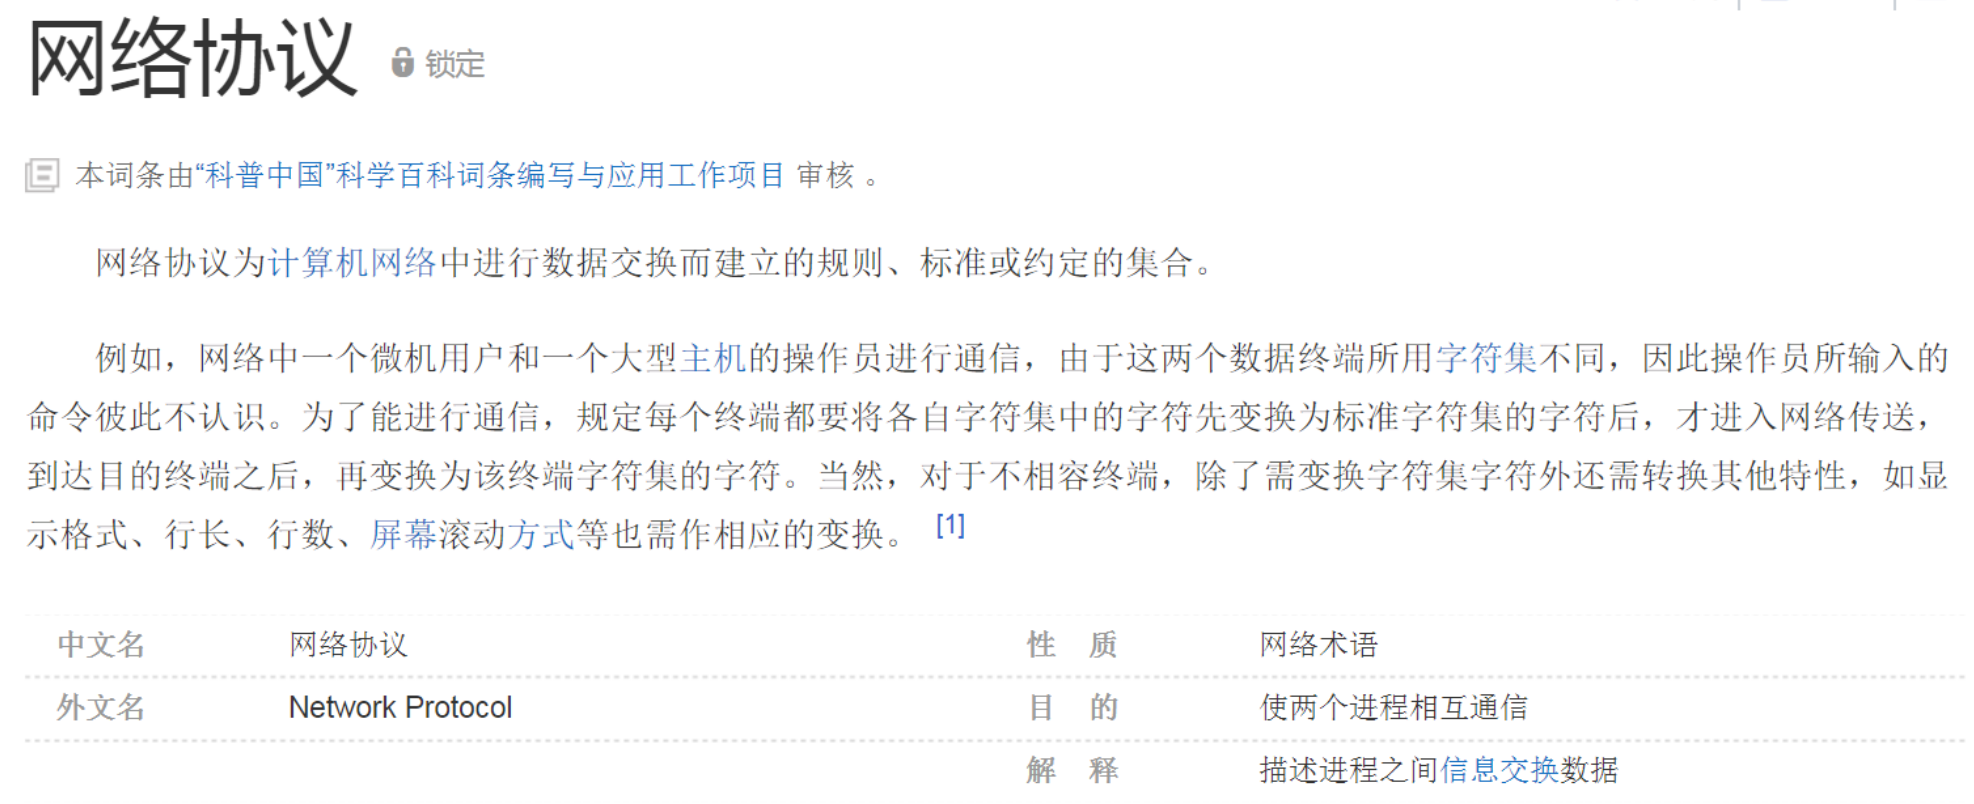 网络协议 锁定
本词条由“科普中国”科学百科词条编写与应用工作项目 审核 。
网络协议为计算机网络中进行数据交换而建立的规则、标准或约定的集合。
例如，网络中一个微机用户和一个大型主机的操作员进行通信，由于这两个数据终端所用字符集不同，因此操作员所输入的
命令彼此不认识。为了能进行通信，规定每个终端都要将各自字符集中的字符先变换为标准字符集的字符后，才进入网络传送，
到达目的终端之后，再变换为该终端字符集的字符。当然，对于不相容终端，除了需变换字符集字符外还需转换其他特性，如显
示格式、行长、行数、屏幕滚动方式等也需作相应的变换。 [1]
中文名 网络协议 性 质 网络术语
外文名 Network Protocol 目 的 使两个进程相互通信
解 释 描述进程之间信息交换数据